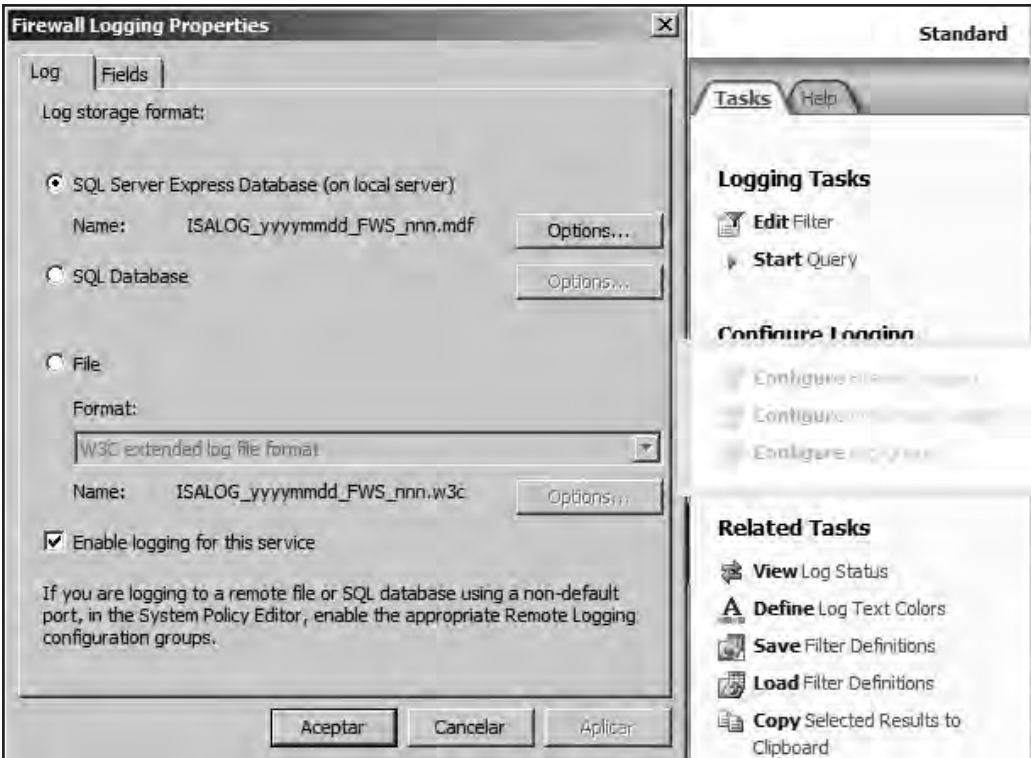 Firewall Logging Properties
Log
Fields
Log storage format:
SQL Server Express Database (on local server)
Name: ISALOG_yyyymmdd_FWS_nnn.mdf
Options...
SQL Database
Options...
File
Format:
W3C extended log file format
Name: ISALOG_yyyymmdd_FWS_nnn.w3c
Options...
Enable logging for this service
If you are logging to a remote file or SQL database using a non-default
port, in the System Policy Editor, enable the appropriate Remote Logging
configuration groups.
Aceptar
Cancelar
Aplicar
Standard
Tasks
Help
Logging Tasks
Edit Filter
Start Query
Configure Logging
Configure
Configure
Configure
Related Tasks
View Log Status
Define Log Text Colors
Save Filter Definitions
Load Filter Definitions
Copy Selected Results to
Clipboard